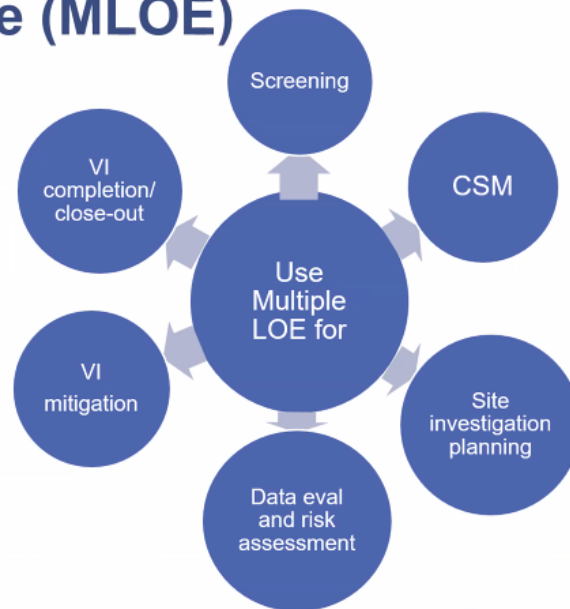 e (MLOE)
Screening
CSM
Site
investigation
planning
Data eval
and risk
assessment
VI
mitigation
VI
completion/
close-out
Use
Multiple
LOE for